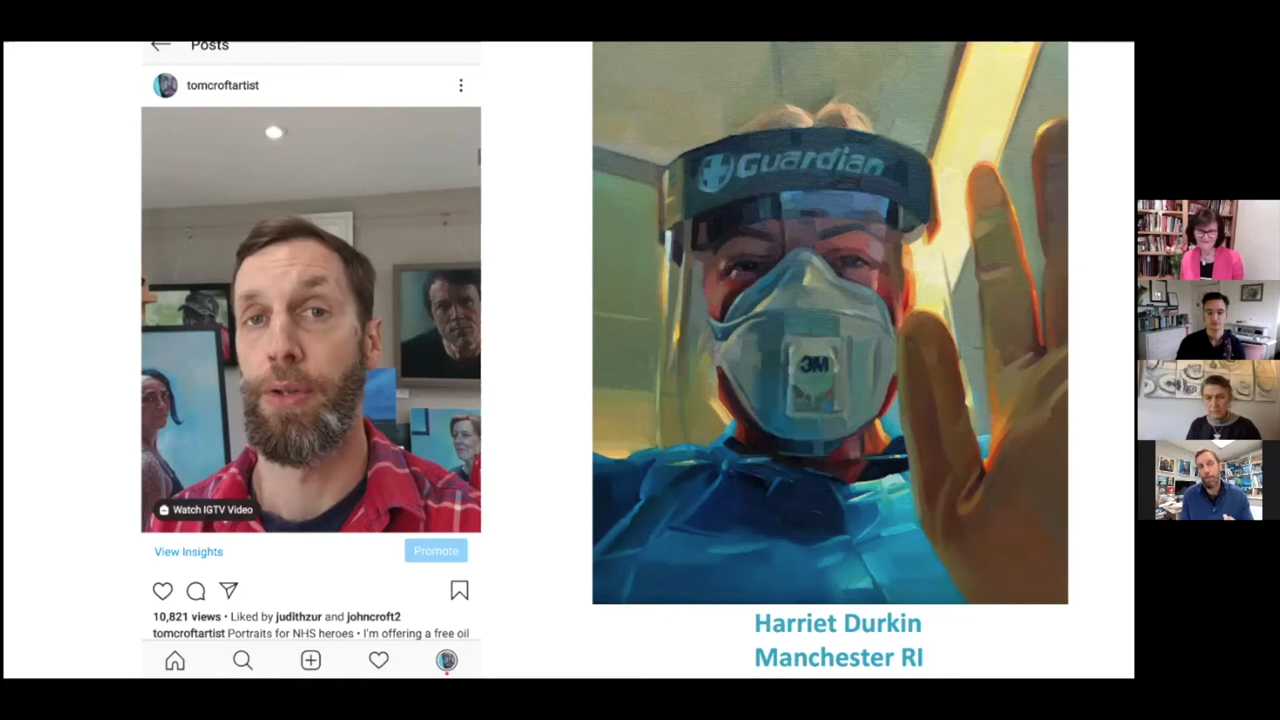 Posts
tomcroftartist
Watch IGTV Video
View Insights
Promote
10,821 views • Liked by judithzur and johncroft2
tomcroftartist Portraits for NHS heroes • I'm offering a free oil
Guardian
3M
Harriet Durkin
Manchester RI